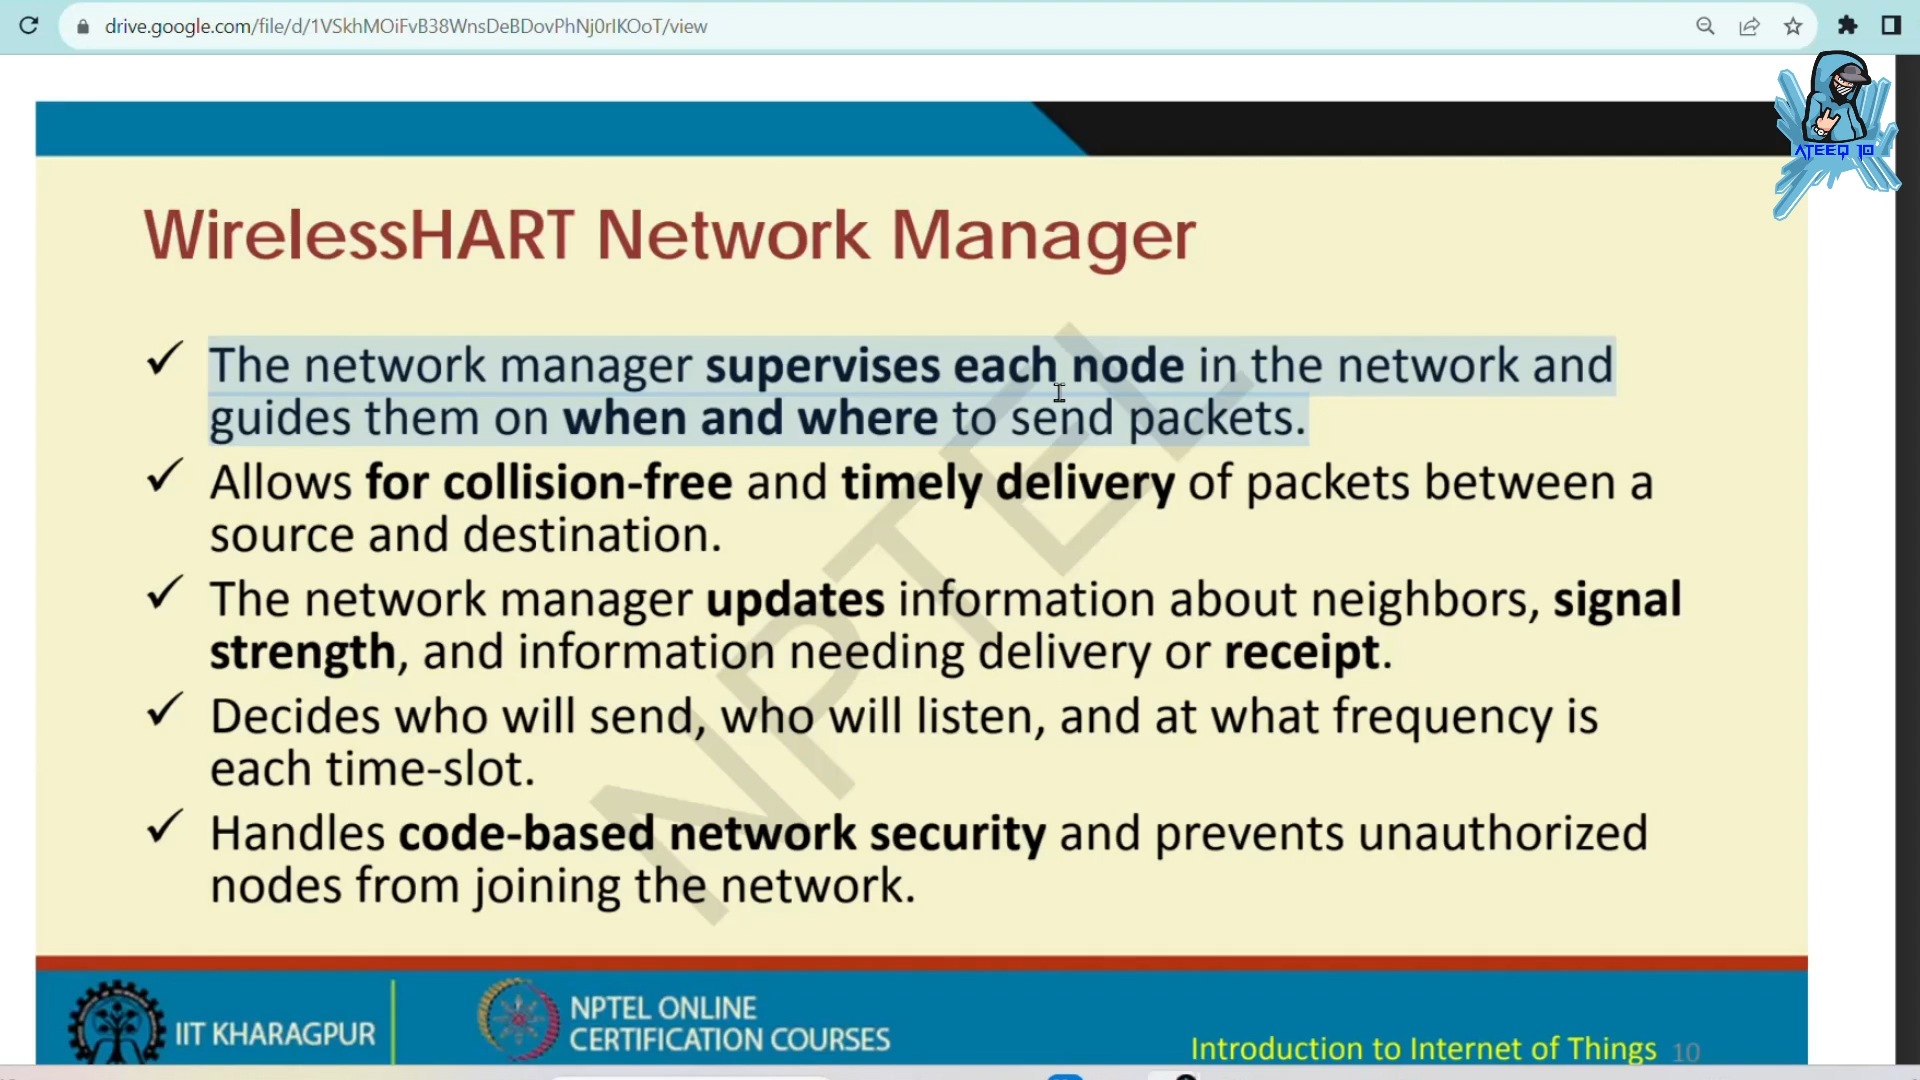 drive.google.com/file/d/1VSkhMOiFvB38WnsDeBDovPhNj0rIKOoT/view
ATEEQ 10
WirelessHART Network Manager
✓ The network manager supervises each node in the network and
guides them on when and where to send packets.
✓ Allows for collision-free and timely delivery of packets between a
source and destination.
✓ The network manager updates information about neighbors, signal
strength, and information needing delivery or receipt.
✓ Decides who will send, who will listen, and at what frequency is
each time-slot.
✓ Handles code-based network security and prevents unauthorized
nodes from joining the network.
NPTEL
IIT KHARAGPUR
NPTEL ONLINE
CERTIFICATION COURSES
Introduction to Internet of Things 10